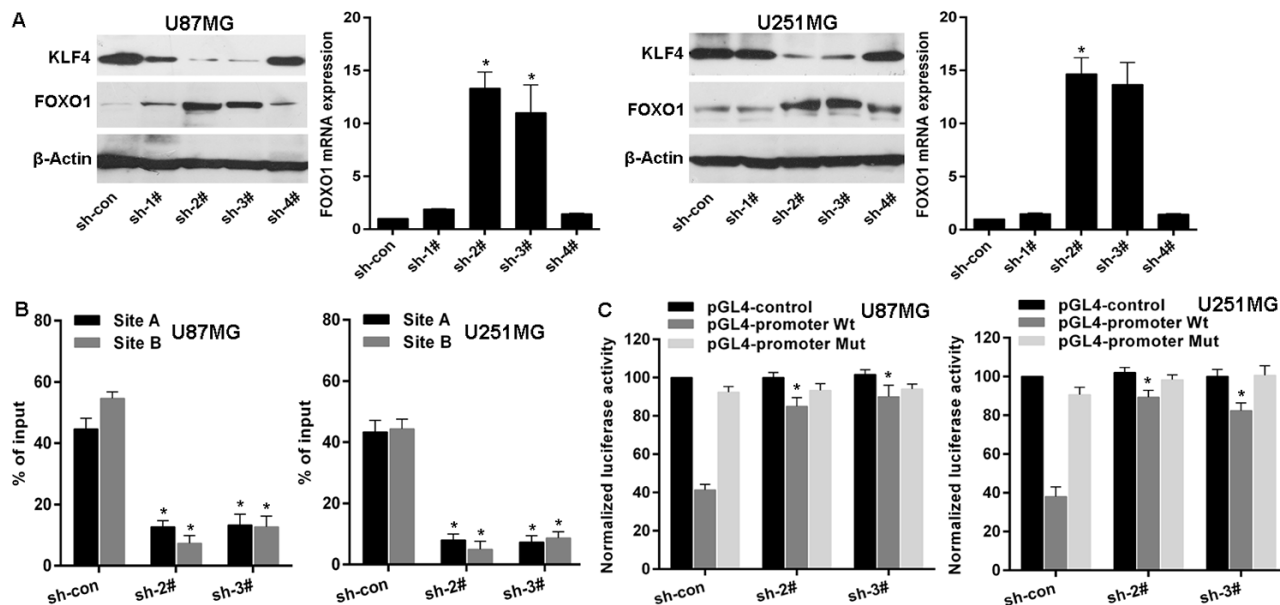 A
U87MG
KLF4
FOXO1
β-Actin
sh-con sh-1# sh-2# sh-3# sh-4#
FOXO1 mRNA expression
20
15
10
5
0
* *
sh-con sh-1# sh-2# sh-3# sh-4#
U251MG
KLF4
FOXO1
β-Actin
sh-con sh-1# sh-2# sh-3# sh-4#
FOXO1 mRNA expression
20
15
10
5
0
*
sh-con sh-1# sh-2# sh-3# sh-4#
B
Site A
Site B
U87MG
% of input
80
60
40
20
0
* * * *
sh-con sh-2# sh-3#
Site A
Site B
U251MG
% of input
80
60
40
20
0
* * * *
sh-con sh-2# sh-3#
C
pGL4-control
pGL4-promoter Wt
pGL4-promoter Mut
U87MG
Normalized luciferase activity
120
100
80
60
40
20
0
* *
sh-con sh-2# sh-3#
pGL4-control
pGL4-promoter Wt
pGL4-promoter Mut
U251MG
Normalized luciferase activity
120
100
80
60
40
20
0
* *
sh-con sh-2# sh-3#